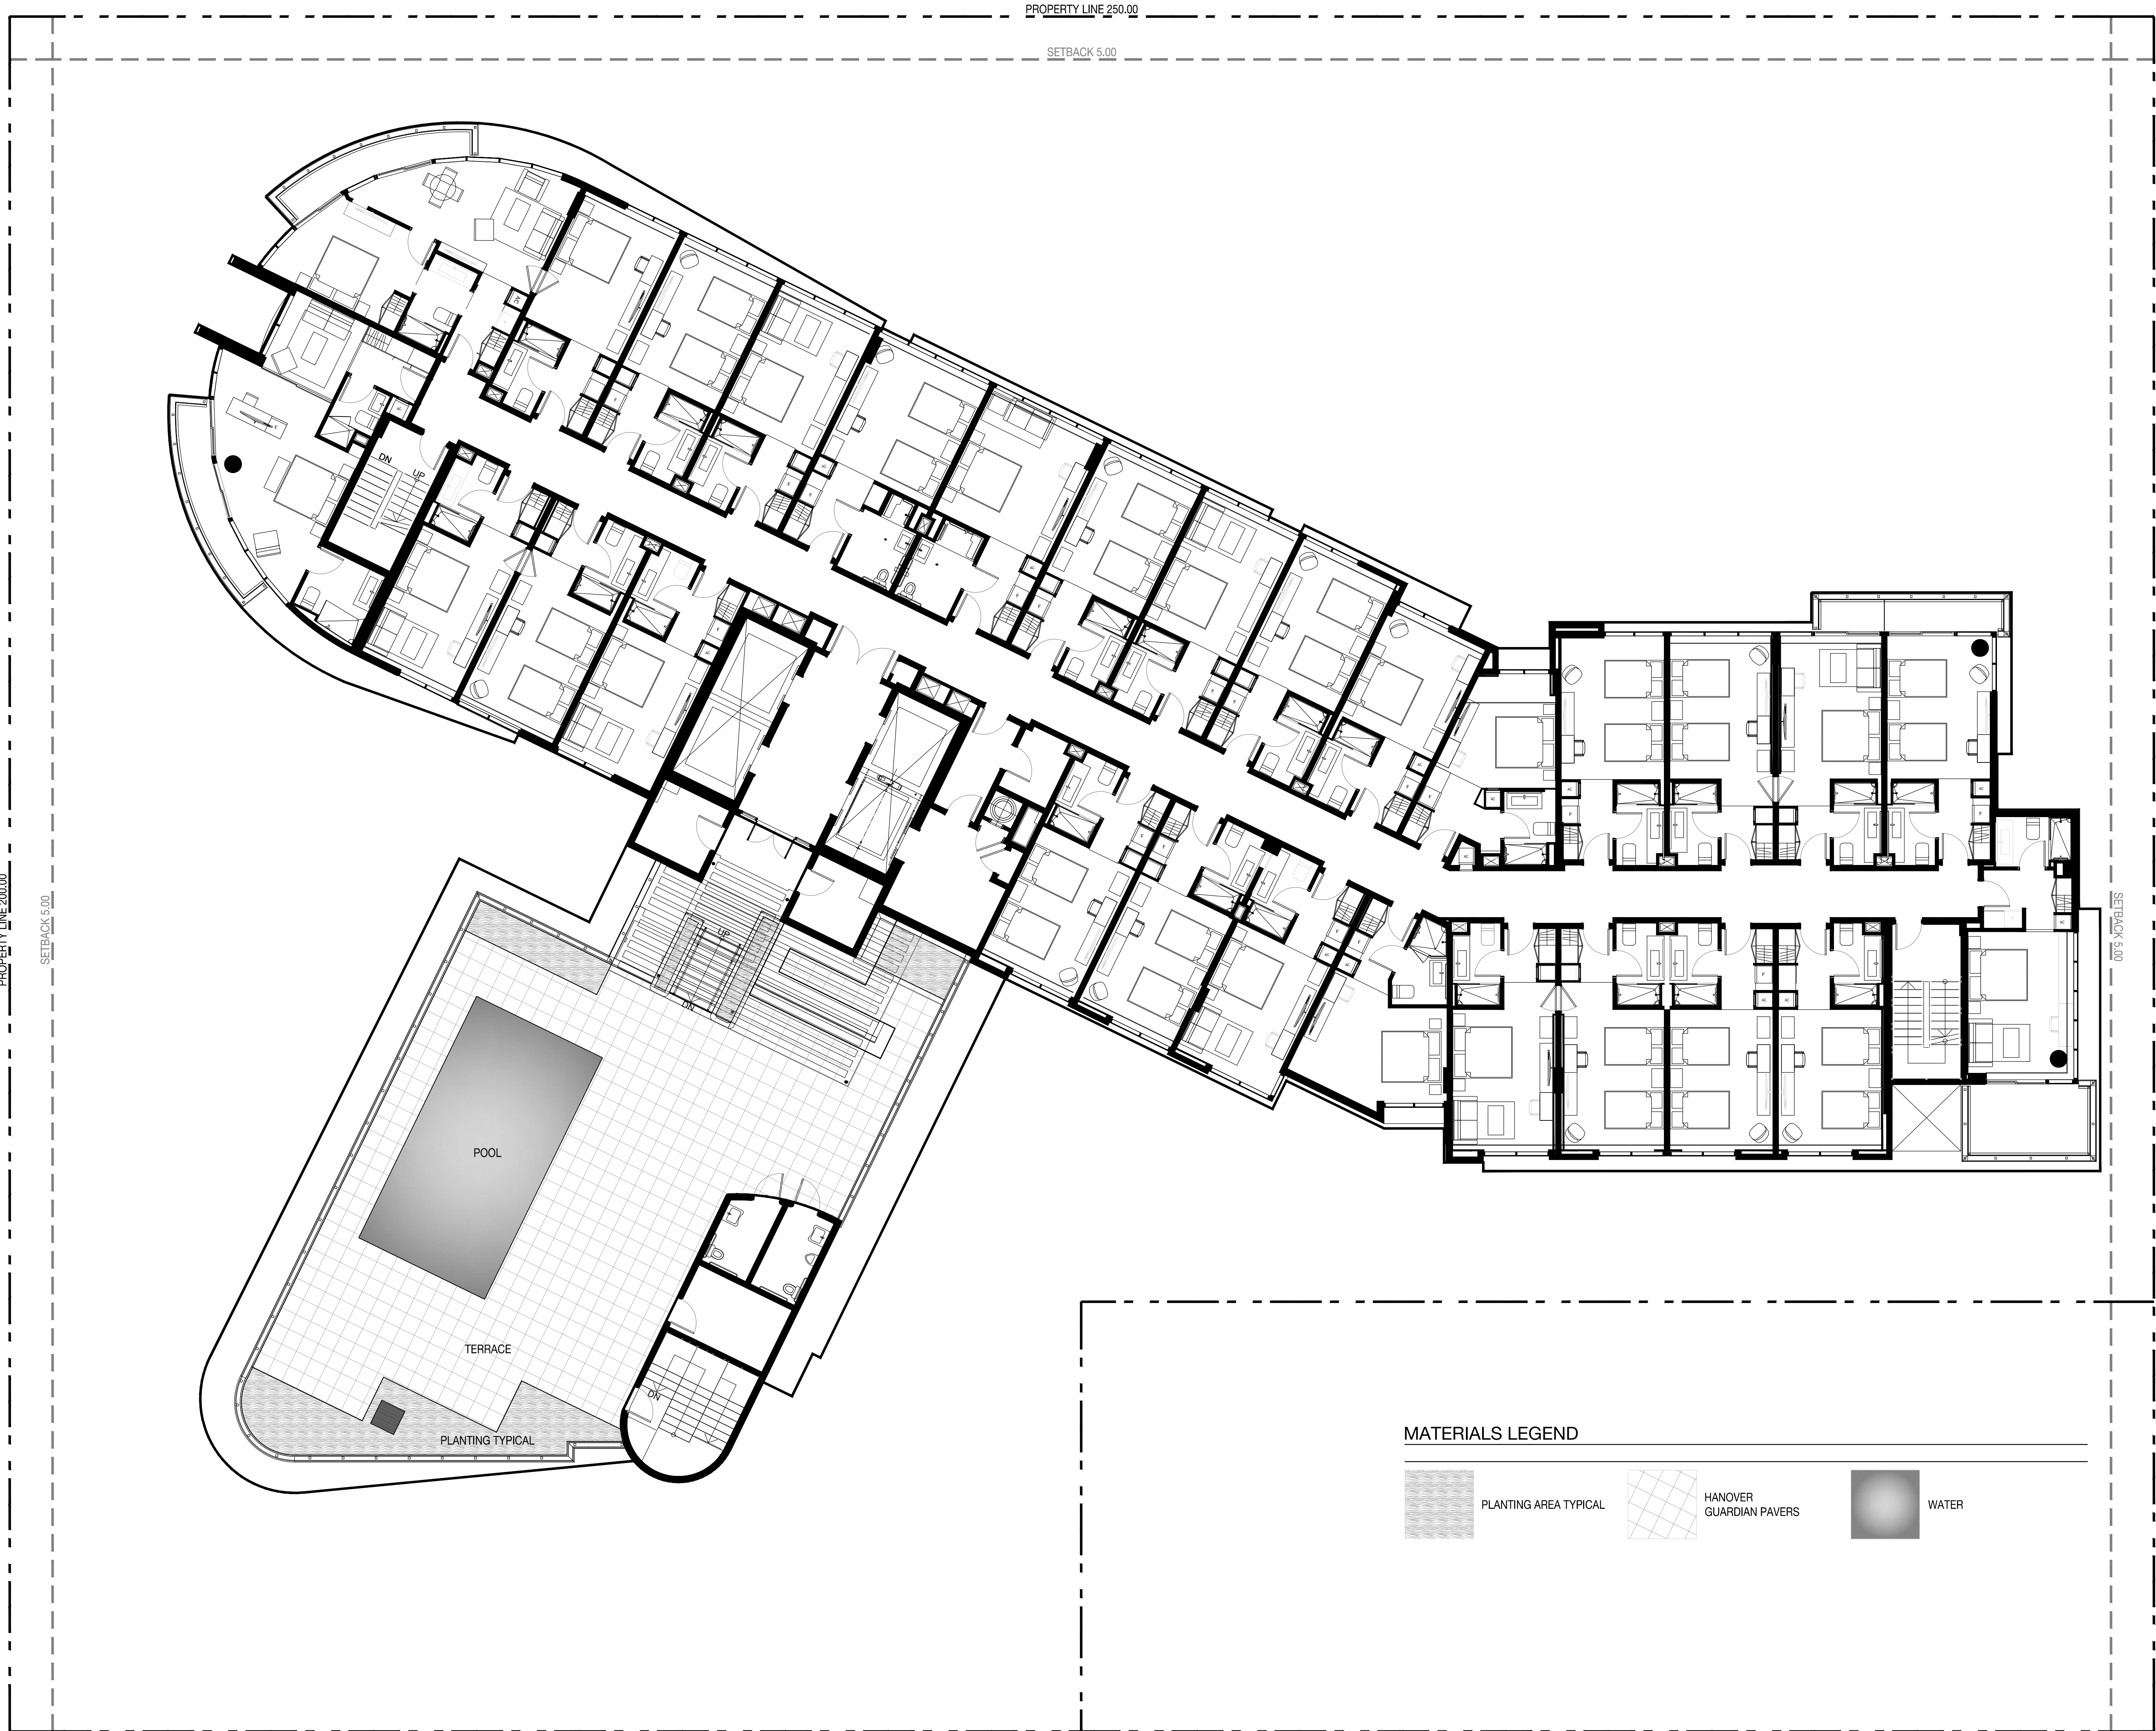 PROPERTY LINE 250.00
SETBACK 5.00
DN
UP
PROPERTY LINE 200.00
SETBACK 5.00
SETBACK 5.00
UP
DN
POOL
TERRACE
DN
PLANTING TYPICAL
MATERIALS LEGEND
PLANTING AREA TYPICAL
HANOVER
GUARDIAN PAVERS
WATER